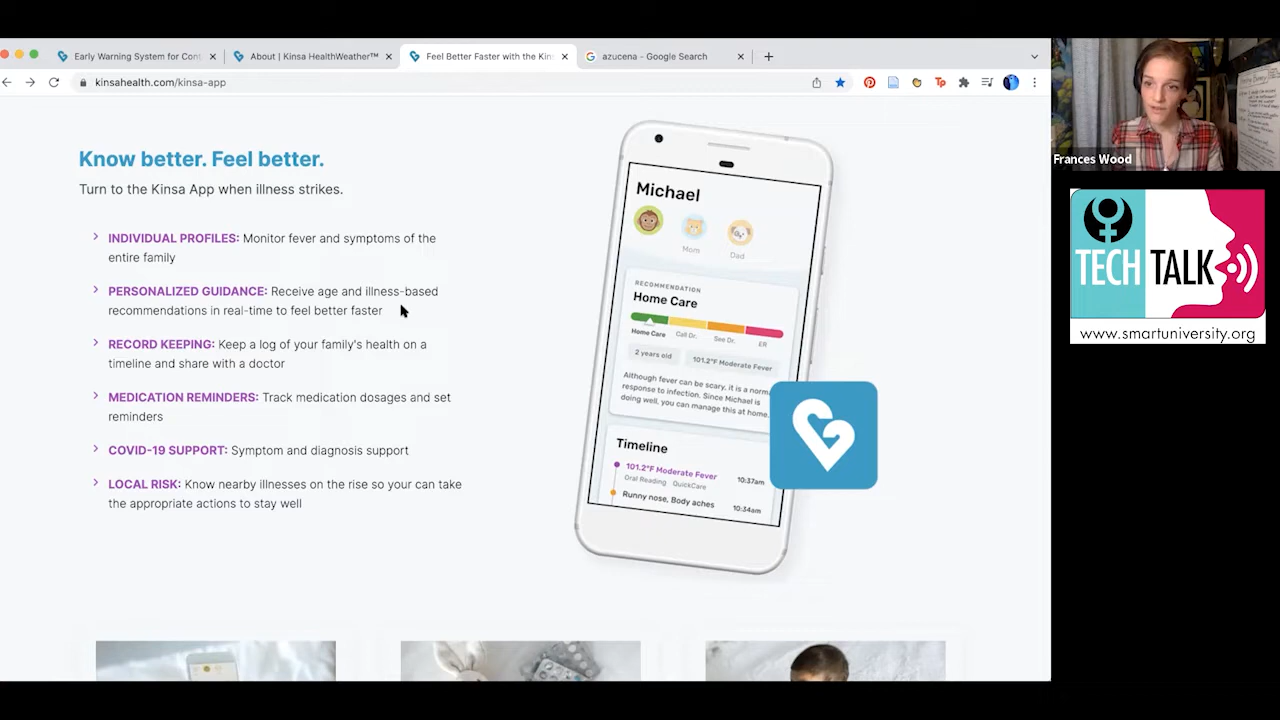 Early Warning System for Cont
About | Kinsa HealthWeather™
Feel Better Faster with the Kins
azucena - Google Search
kinsahealth.com/kinsa-app
Know better. Feel better.
Turn to the Kinsa App when illness strikes.
INDIVIDUAL PROFILES: Monitor fever and symptoms of the
entire family
PERSONALIZED GUIDANCE: Receive age and illness-based
recommendations in real-time to feel better faster
RECORD KEEPING: Keep a log of your family's health on a
timeline and share with a doctor
MEDICATION REMINDERS: Track medication dosages and set
reminders
COVID-19 SUPPORT: Symptom and diagnosis support
LOCAL RISK: Know nearby illnesses on the rise so your can take
the appropriate actions to stay well
Michael
Mom
Dad
RECOMMENDATION
Home Care
Home Care Call Dr. See Dr. ER
2 years old 101.2°F Moderate Fever
Although fever can be scary, it is a norm
response to infection. Since Michael is
doing well, you can manage this at home.
Timeline
101.2°F Moderate Fever 10:37am
Oral Reading QuickCare
Runny nose, Body aches 10:34am
Frances Wood
TECH TALK
www.smartuniversity.org